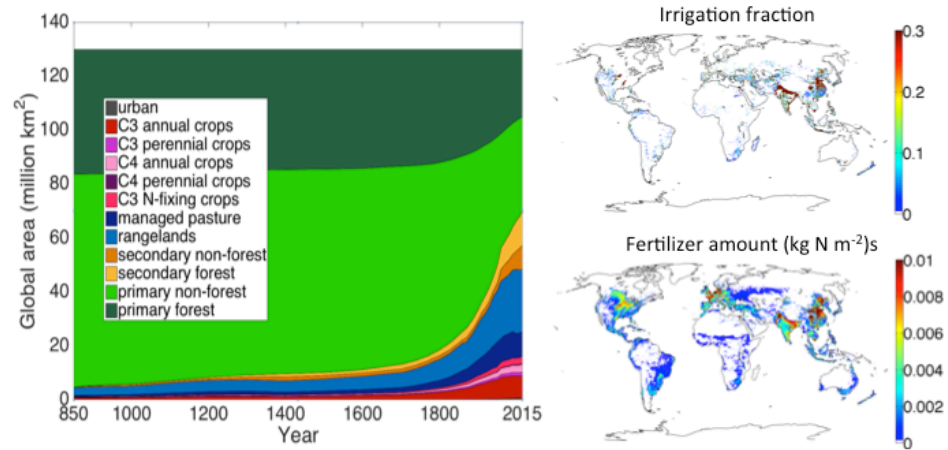 Global area (million km²)
140
120
100
80
60
40
20
0
urban
C3 annual crops
C3 perennial crops
C4 annual crops
C4 perennial crops
C3 N-fixing crops
managed pasture
rangelands
secondary non-forest
secondary forest
primary non-forest
primary forest
850 1000 1200 1400 1600 1800 2015
Year
Irrigation fraction
0.3
0.2
0.1
0
Fertilizer amount (kg N m⁻²)s
0.01
0.008
0.006
0.004
0.002
0